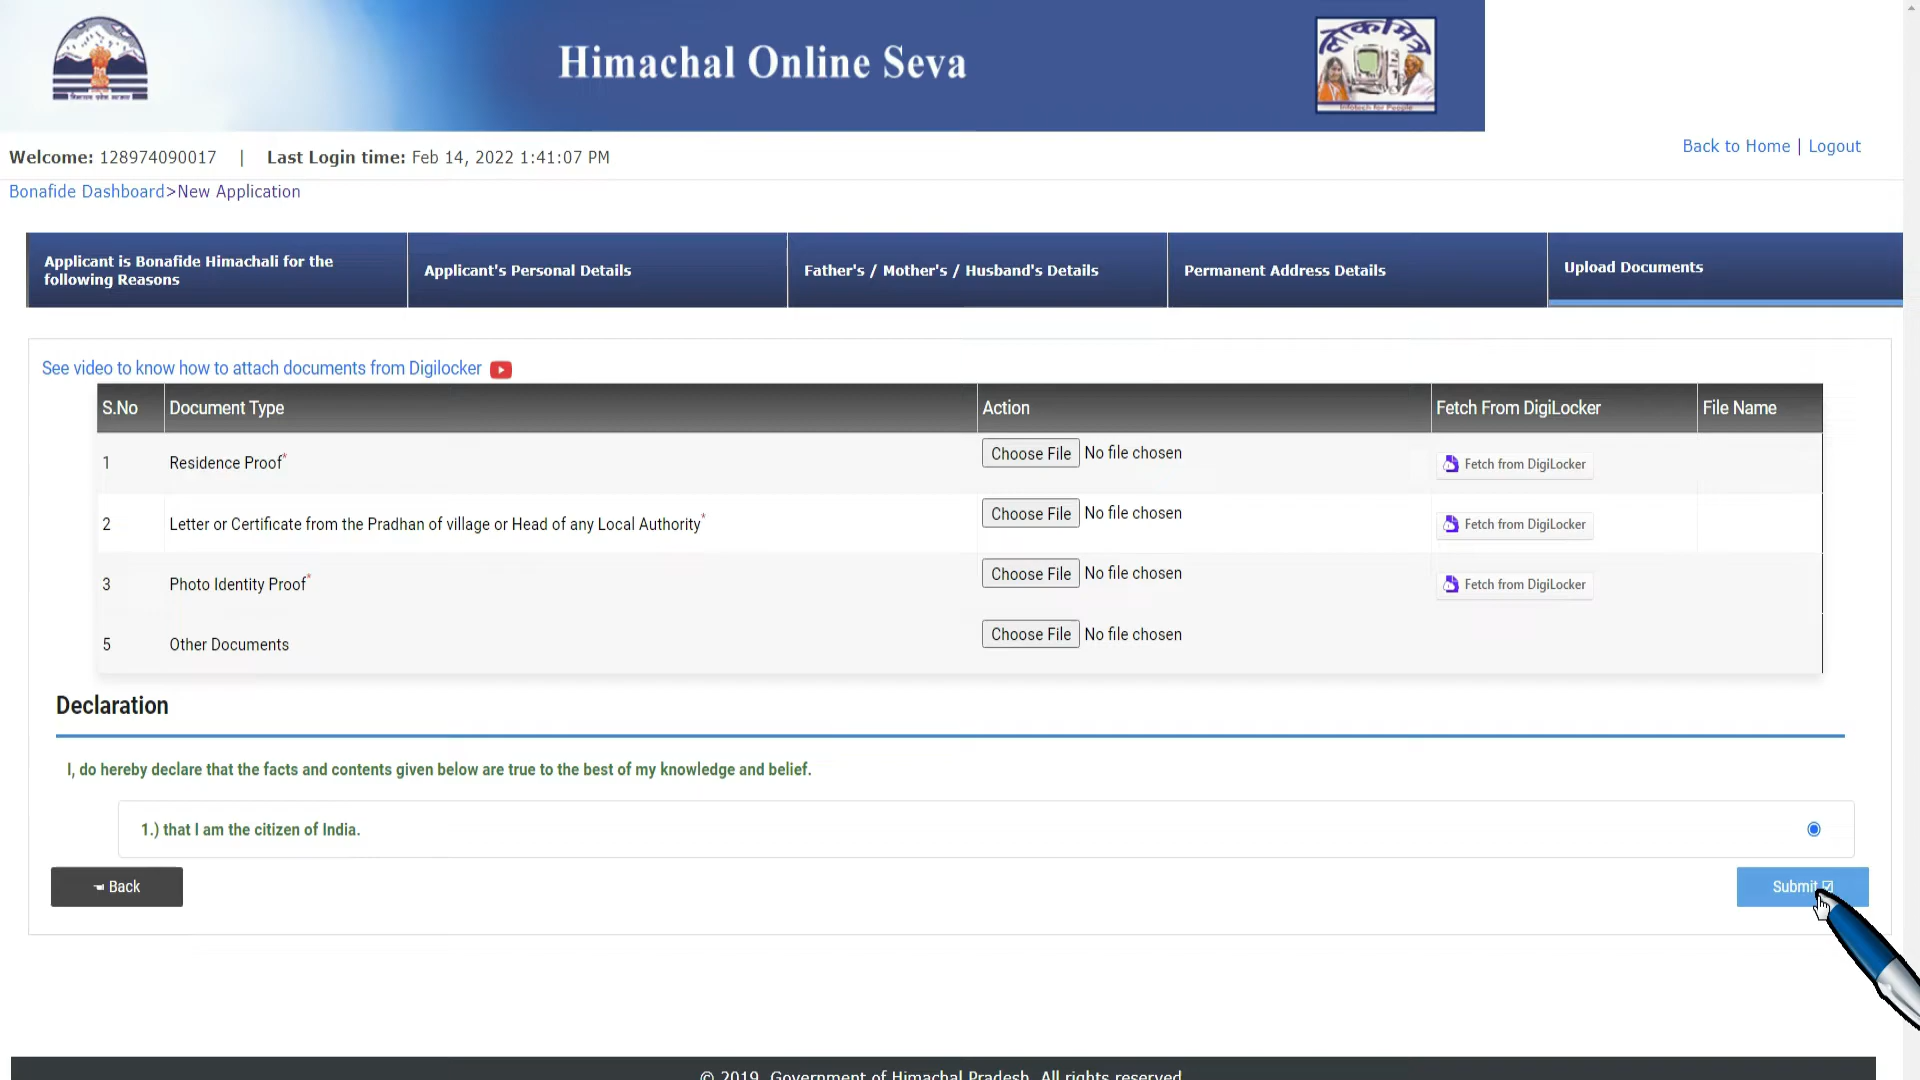 Himachal Online Seva
लोकमित्र
Infotech for People
Welcome: 128974090017 | Last Login time: Feb 14, 2022 1:41:07 PM
Back to Home | Logout
Bonafide Dashboard>New Application
Applicant is Bonafide Himachali for the
following Reasons
Applicant's Personal Details
Father's / Mother's / Husband's Details
Permanent Address Details
Upload Documents
See video to know how to attach documents from Digilocker
S.No Document Type Action Fetch From DigiLocker File Name
1 Residence Proof* Choose File No file chosen Fetch from DigiLocker
2 Letter or Certificate from the Pradhan of village or Head of any Local Authority* Choose File No file chosen Fetch from DigiLocker
3 Photo Identity Proof* Choose File No file chosen Fetch from DigiLocker
5 Other Documents Choose File No file chosen
Declaration
I, do hereby declare that the facts and contents given below are true to the best of my knowledge and belief.
1.) that I am the citizen of India.
Back
Submit
© 2019, Government of Himachal Pradesh. All rights reserved